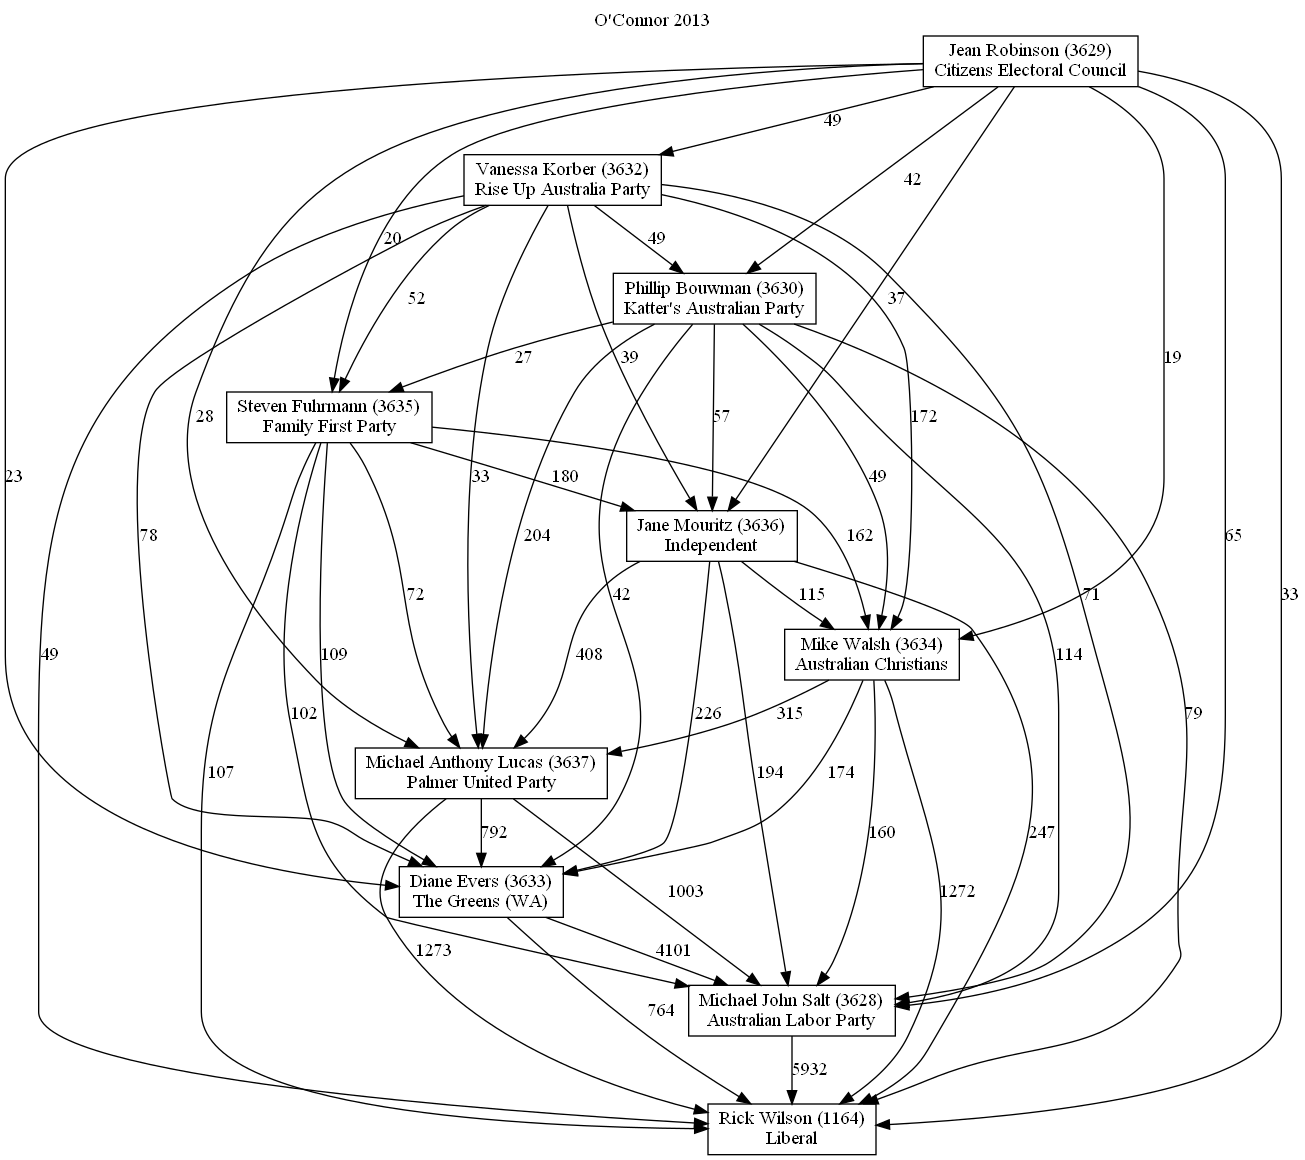 O'Connor 2013
Jean Robinson (3629)
Citizens Electoral Council
49
Vanessa Korber (3632)
Rise Up Australia Party
42
20
49
Phillip Bouwman (3630)
Katter's Australian Party
52
37
27
39
19
Steven Fuhrmann (3635)
Family First Party
28
57
172
23
33
180
49
Jane Mouritz (3636)
Independent
78
204
162
65
42
115
71
33
Mike Walsh (3634)
Australian Christians
49
109
72
408
114
102
226
315
79
Michael Anthony Lucas (3637)
Palmer United Party
107
194
174
792
160
247
Diane Evers (3633)
The Greens (WA)
1003
1272
1273
4101
Michael John Salt (3628)
Australian Labor Party
764
5932
Rick Wilson (1164)
Liberal